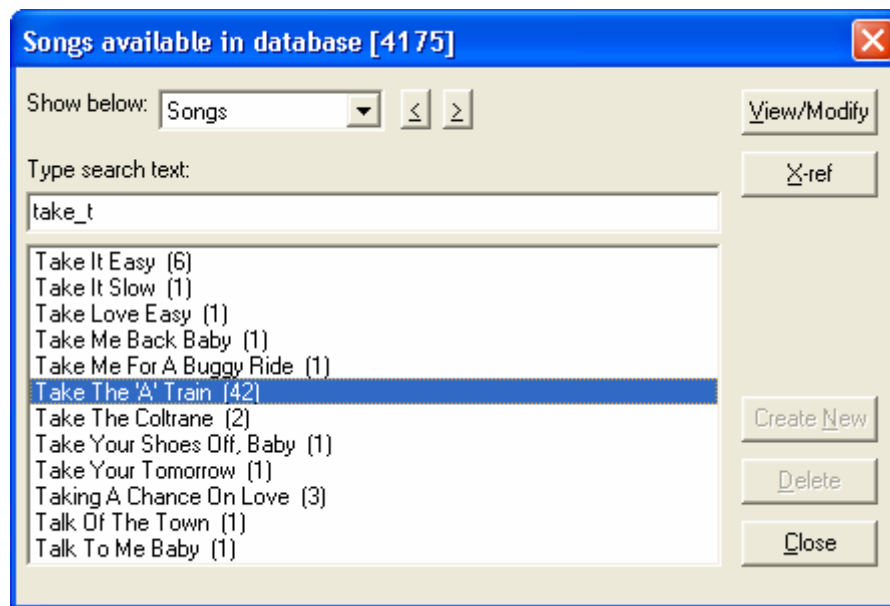 Songs available in database [4175]
Show below: Songs < > View/Modify
Type search text: X-ref
take_t
Take It Easy (6)
Take It Slow (1)
Take Love Easy (1)
Take Me Back Baby (1)
Take Me For A Buggy Ride (1)
Take The 'A' Train (42)
Take The Coltrane (2)
Take Your Shoes Off, Baby (1)
Take Your Tomorrow (1)
Taking A Chance On Love (3)
Talk Of The Town (1)
Talk To Me Baby (1)
Create New
Delete
Close